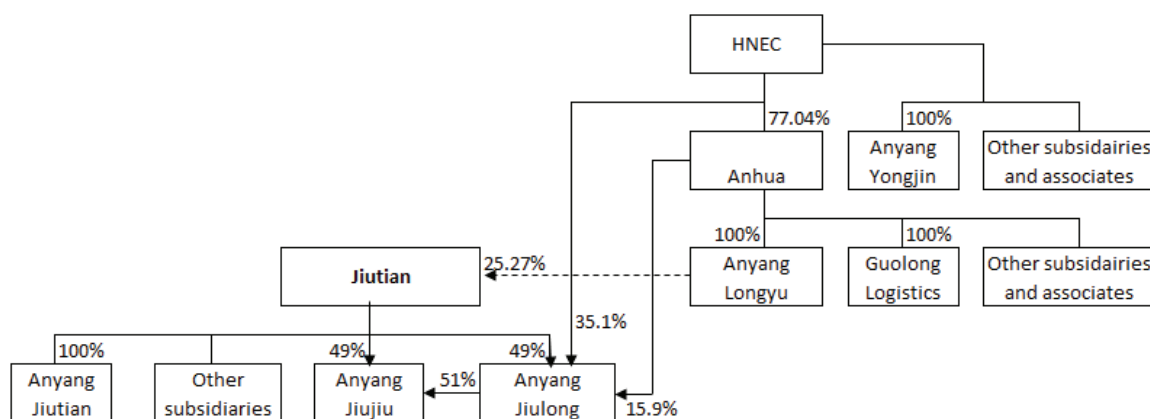 HNEC
77.04%
100%
Anhua
Anyang
Yongjin
Other subsidairies
and associates
100%
100%
Jiutian
25.27%
Anyang
Longyu
Guolong
Logistics
Other subsidiaries
and associates
35.1%
100%
49%
49%
Anyang
Jiutian
Other
subsidiaries
Anyang
Jiujiu
51%
Anyang
Jiulong
15.9%